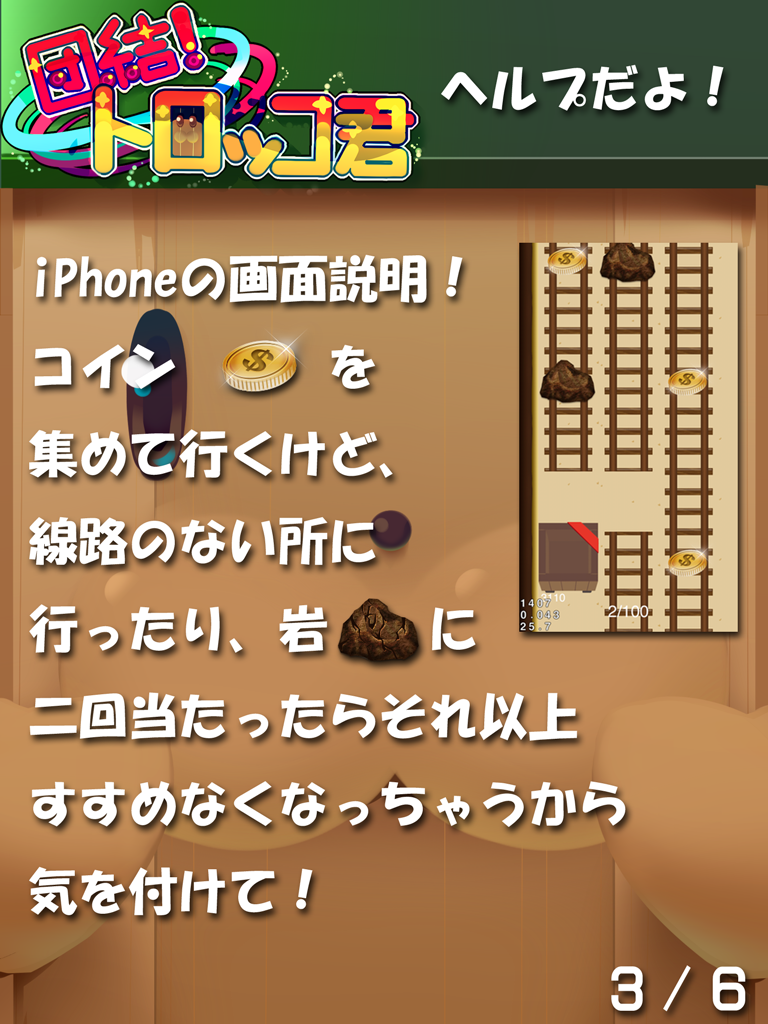 団結!
トロッコ君
ヘルプだよ！
iPhoneの画面説明！
コイン を
集めて行くけど、
線路のない所に
行ったり、岩 に
二回当たったらそれ以上
すすめなくなっちゃうから
気を付けて！
1407
0.043
25.7
2/100
3/6